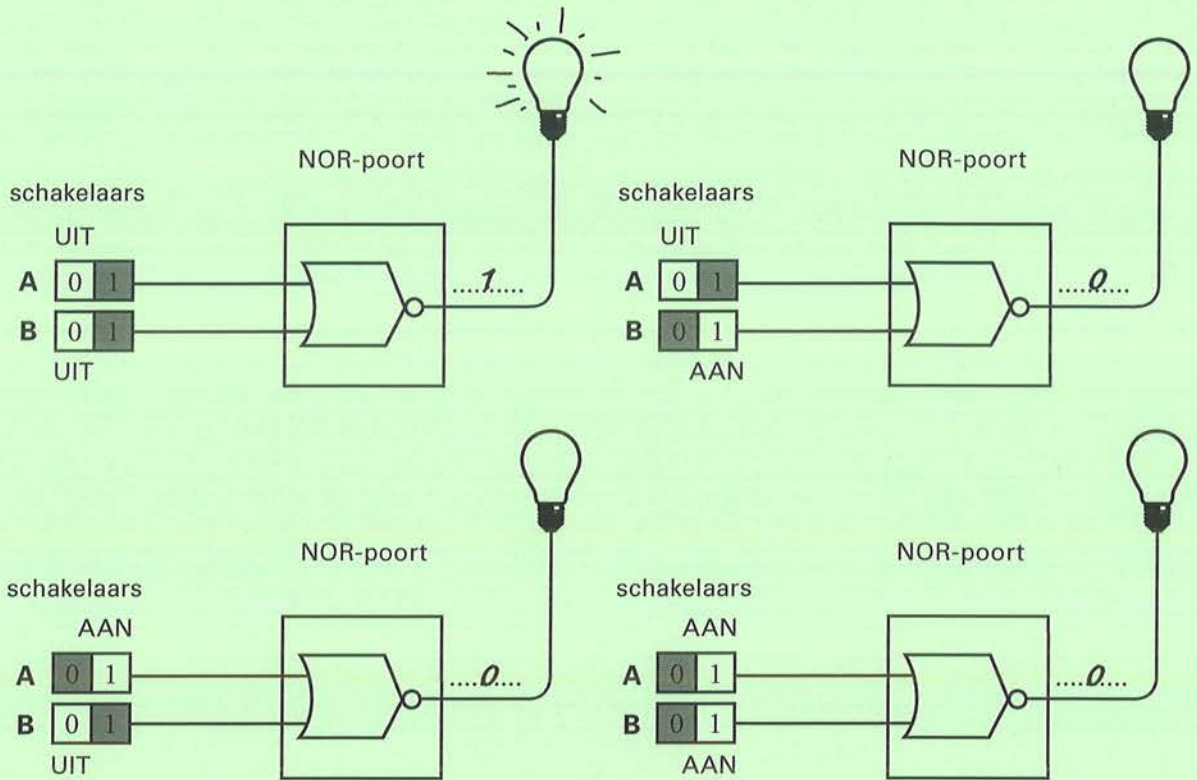 NOR-poort
schakelaars
UIT
A 0 1 ....1....
B 0 1
UIT
NOR-poort
schakelaars
UIT
A 0 1 ....0....
B 0 1
AAN
NOR-poort
schakelaars
AAN
A 0 1 ....0....
B 0 1
UIT
NOR-poort
schakelaars
AAN
A 0 1 ....0....
B 0 1
AAN